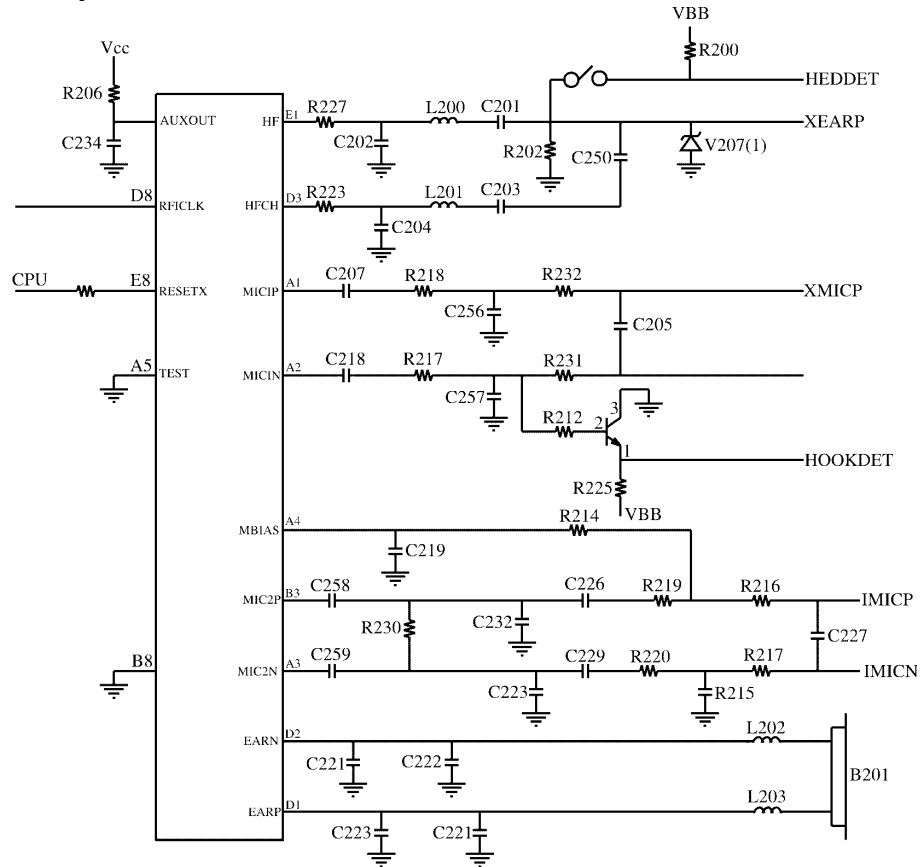 VBB
R200
HEDDET
Vcc
R206
AUXOUT
C234
HF
E1
R227
L200
C201
C202
R202
C250
XEARP
V207(1)
D8
RFICLK
HFCH
D3
R223
L201
C203
C204
CPU
E8
RESETX
MICIP
A1
C207
R218
R232
XMICP
C256
C205
A5
TEST
MICIN
A2
C218
R217
R231
C257
R212
2
3
1
HOOKDET
R225
VBB
MBIAS
A4
R214
C219
MIC2P
B3
C258
C226
R219
R216
IMICP
R230
C232
C227
B8
MIC2N
A3
C259
C229
R220
R217
IMICN
C223
R215
EARN
D2
L202
C221
C222
B201
EARP
D1
L203
C223
C221